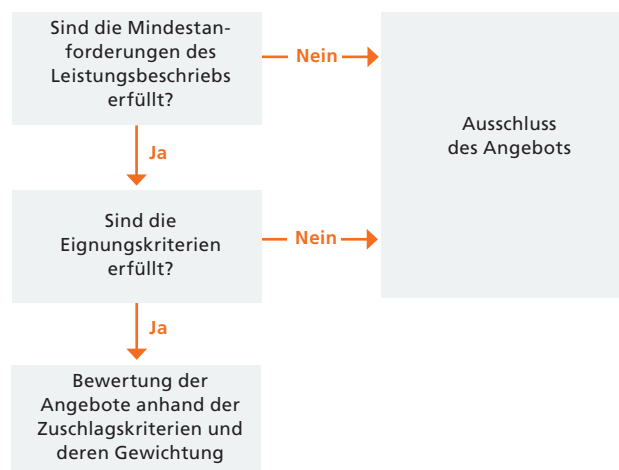 Sind die Mindestan-
forderungen des
Leistungsbeschriebs
erfüllt?
Nein
Ausschluss
des Angebots
Ja
Sind die
Eignungskriterien
erfüllt?
Nein
Ja
Bewertung der
Angebote anhand der
Zuschlagskriterien und
deren Gewichtung